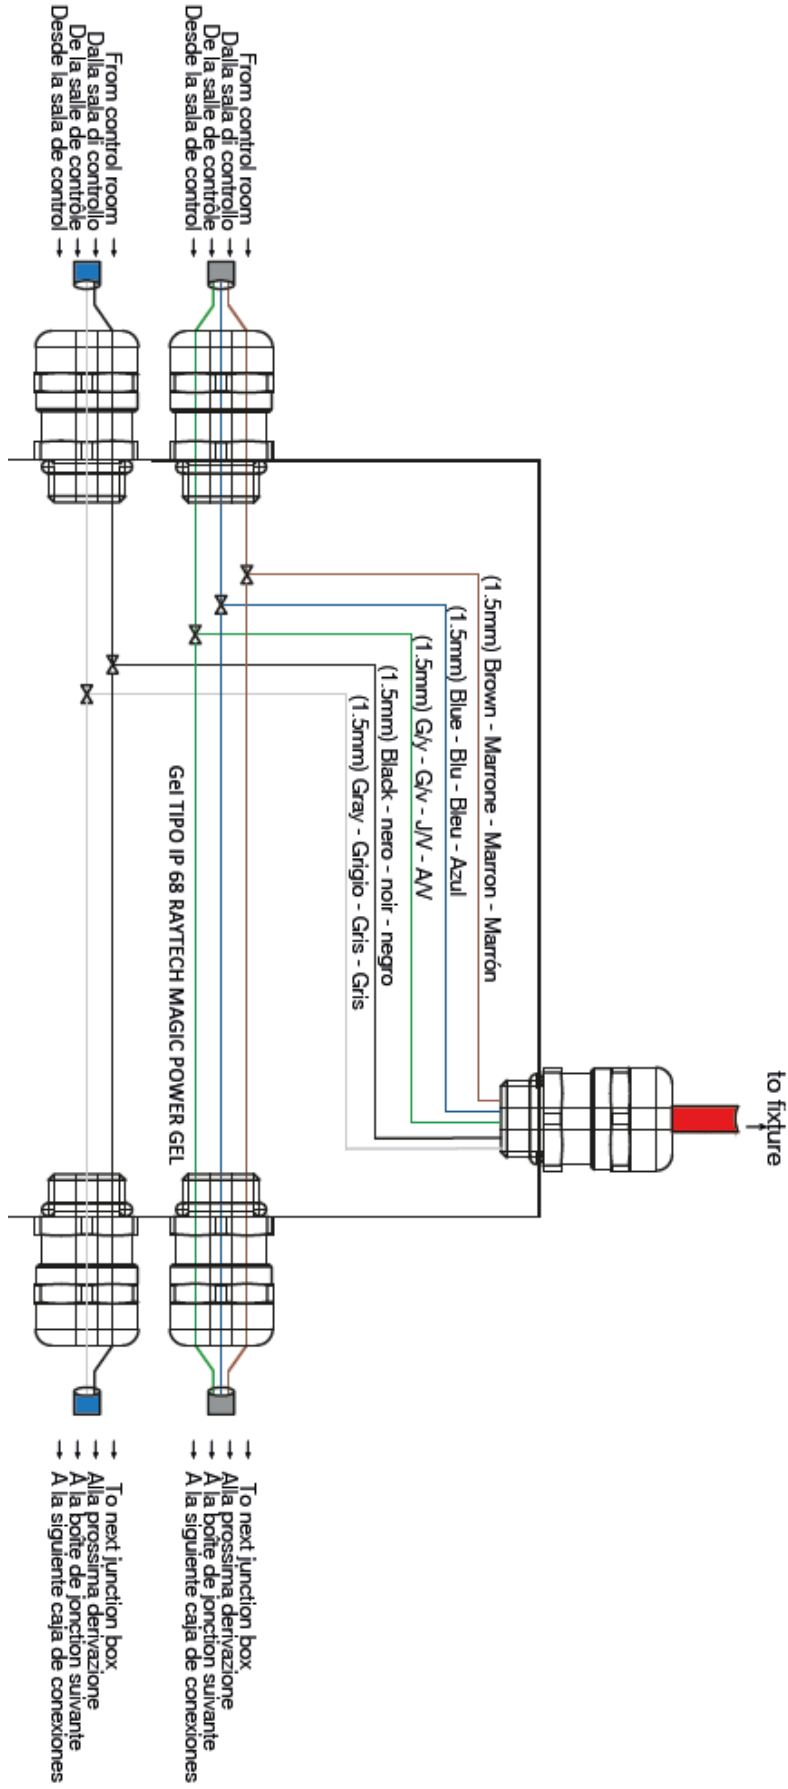 to fixture
→
(1.5mm) Brown - Marrone - Marron - Marrón
(1.5mm) Blue - Blu - Bleu - Azul
(1.5mm) G/y - G/v - J/V - A/V
(1.5mm) Black - nero - noir - negro
(1.5mm) Gray - Grigio - Gris - Gris
From control room →
Dalla sala di controllo →
De la salle de contrôle →
Desde la sala de control →
→ To next junction box
→ Alla prossima derivazione
→ À la boîte de jonction suivante
→ A la siguiente caja de conexiones
Gel TIPO IP 68 RAYTECH MAGIC POWER GEL
From control room →
Dalla sala di controllo →
De la salle de contrôle →
Desde la sala de control →
→ To next junction box
→ Alla prossima derivazione
→ À la boîte de jonction suivante
→ A la siguiente caja de conexiones